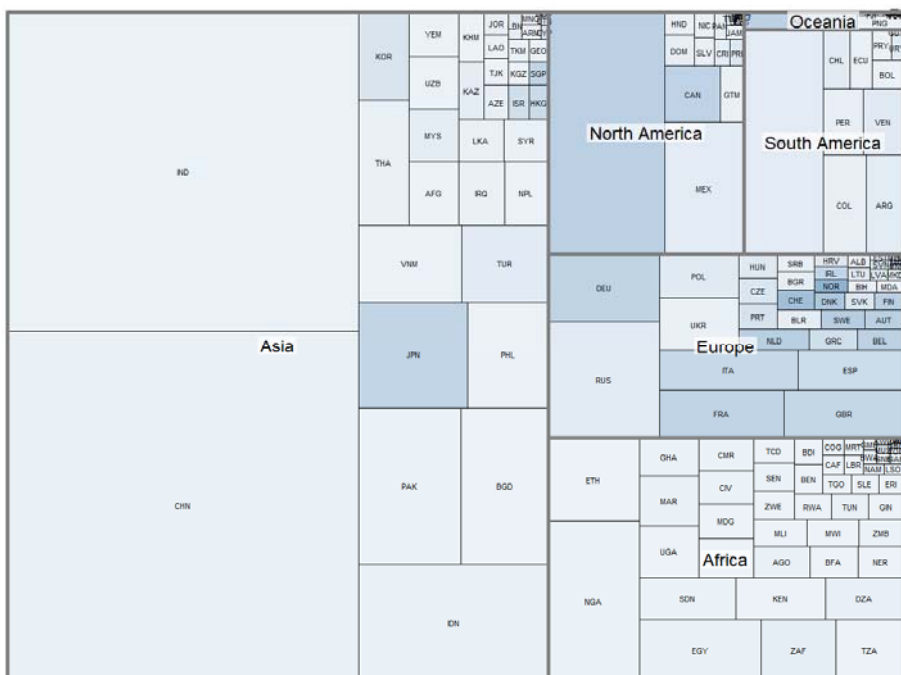 Asia
IND
CHN
KOR
THA
YEM
UZB
MYS
AFG
KHM
KAZ
JOR
LAO
TJK
AZE
LBN
TKM
GEO
KGZ
SGP
ISR
HKG
LKA
SYR
IRQ
NPL
VNM
TUR
JPN
PHL
PAK
BGD
IDN
North America
HND
NIC
PAN
JAM
DOM
SLV
CRI
PRI
CAN
GTM
MEX
Oceania
PNG
South America
CHL
ECU
PRY
URY
BOL
PER
VEN
COL
ARG
Europe
DEU
RUS
POL
UKR
HUN
CZE
PRT
SRB
BGR
CHE
BLR
HRV
IRL
NOR
DNK
ALB
LTU
LVA
BIH
MDA
SVK
FIN
SWE
AUT
NLD
GRC
BEL
ITA
ESP
FRA
GBR
Africa
ETH
NGA
GHA
MAR
UGA
CMR
CIV
MDG
TCD
SEN
ZWE
BDI
BEN
RWA
COG
MRT
CAF
LBR
NAM
LSO
TGO
SLE
ERI
TUN
GIN
MLI
MWI
ZMB
AGO
BFA
NER
SDN
KEN
DZA
EGY
ZAF
TZA